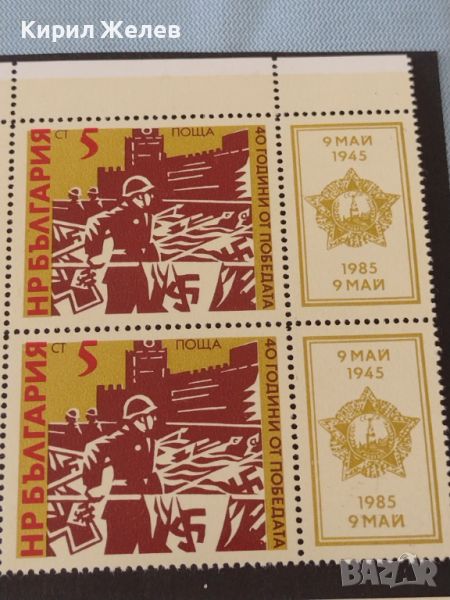 Кирил Желев
НР БЪЛГАРИЯ
СТ 5 ПОЩА
40 ГОДИНИ ОТ ПОБЕДАТА
9 МАЙ
1945
1985
9 МАЙ
НР БЪЛГАРИЯ
СТ 5 ПОЩА
40 ГОДИНИ ОТ ПОБЕДАТА
9 МАЙ
1945
1985
9 МАЙ
BAZAR